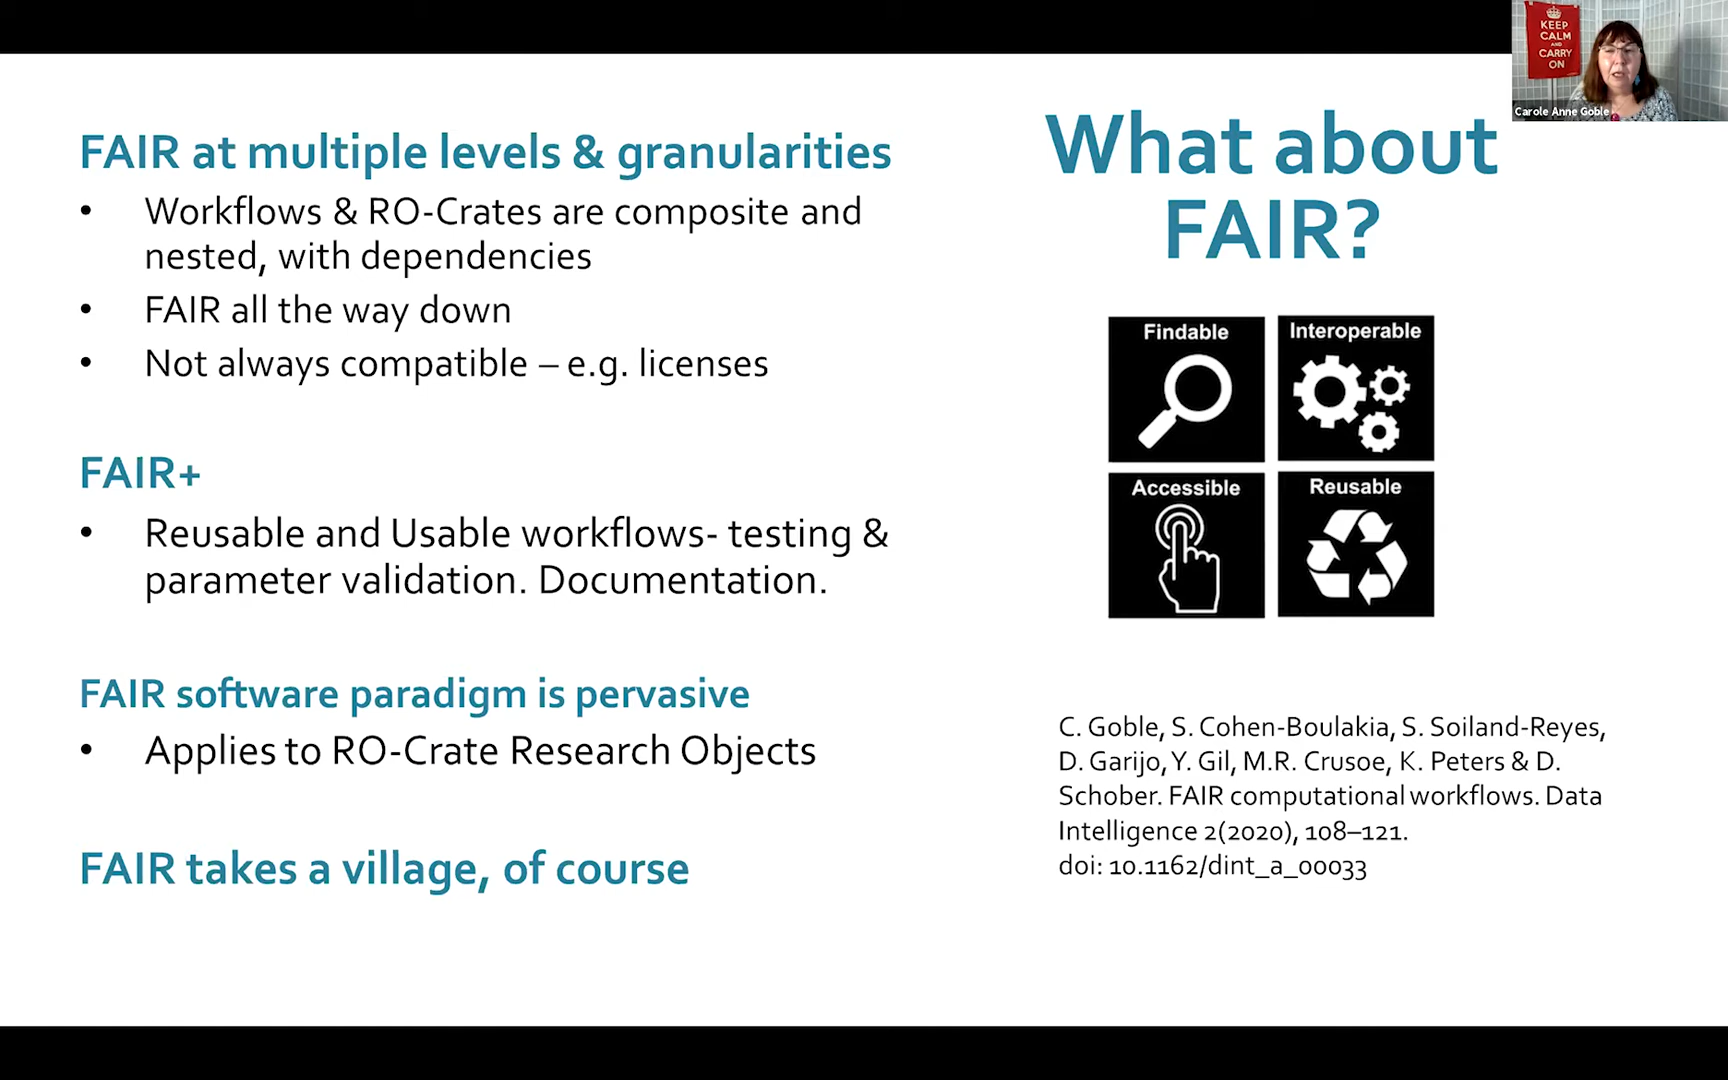 KEEP
CALM
AND
CARRY
ON
Carole Anne Goble
What about
FAIR?
FAIR at multiple levels & granularities
• Workflows & RO-Crates are composite and
nested, with dependencies
• FAIR all the way down
• Not always compatible – e.g. licenses
FAIR+
• Reusable and Usable workflows- testing &
parameter validation. Documentation.
FAIR software paradigm is pervasive
• Applies to RO-Crate Research Objects
FAIR takes a village, of course
Findable
Interoperable
Accessible
Reusable
C. Goble, S. Cohen-Boulakia, S. Soiland-Reyes,
D. Garijo, Y. Gil, M.R. Crusoe, K. Peters & D.
Schober. FAIR computational workflows. Data
Intelligence 2(2020), 108–121.
doi: 10.1162/dint_a_00033